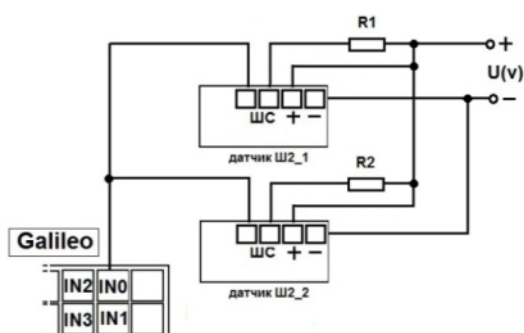 R1
+
U(v)
−
ШС + −
датчик Ш2_1
R2
ШС + −
датчик Ш2_2
Galileo
IN2 IN0
IN3 IN1